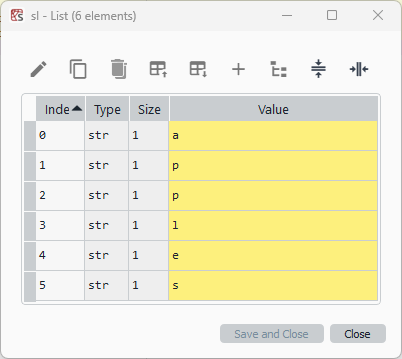 sl - List (6 elements)
Inde Type Size Value
0 str 1 a
1 str 1 p
2 str 1 p
3 str 1 l
4 str 1 e
5 str 1 s
Save and Close Close